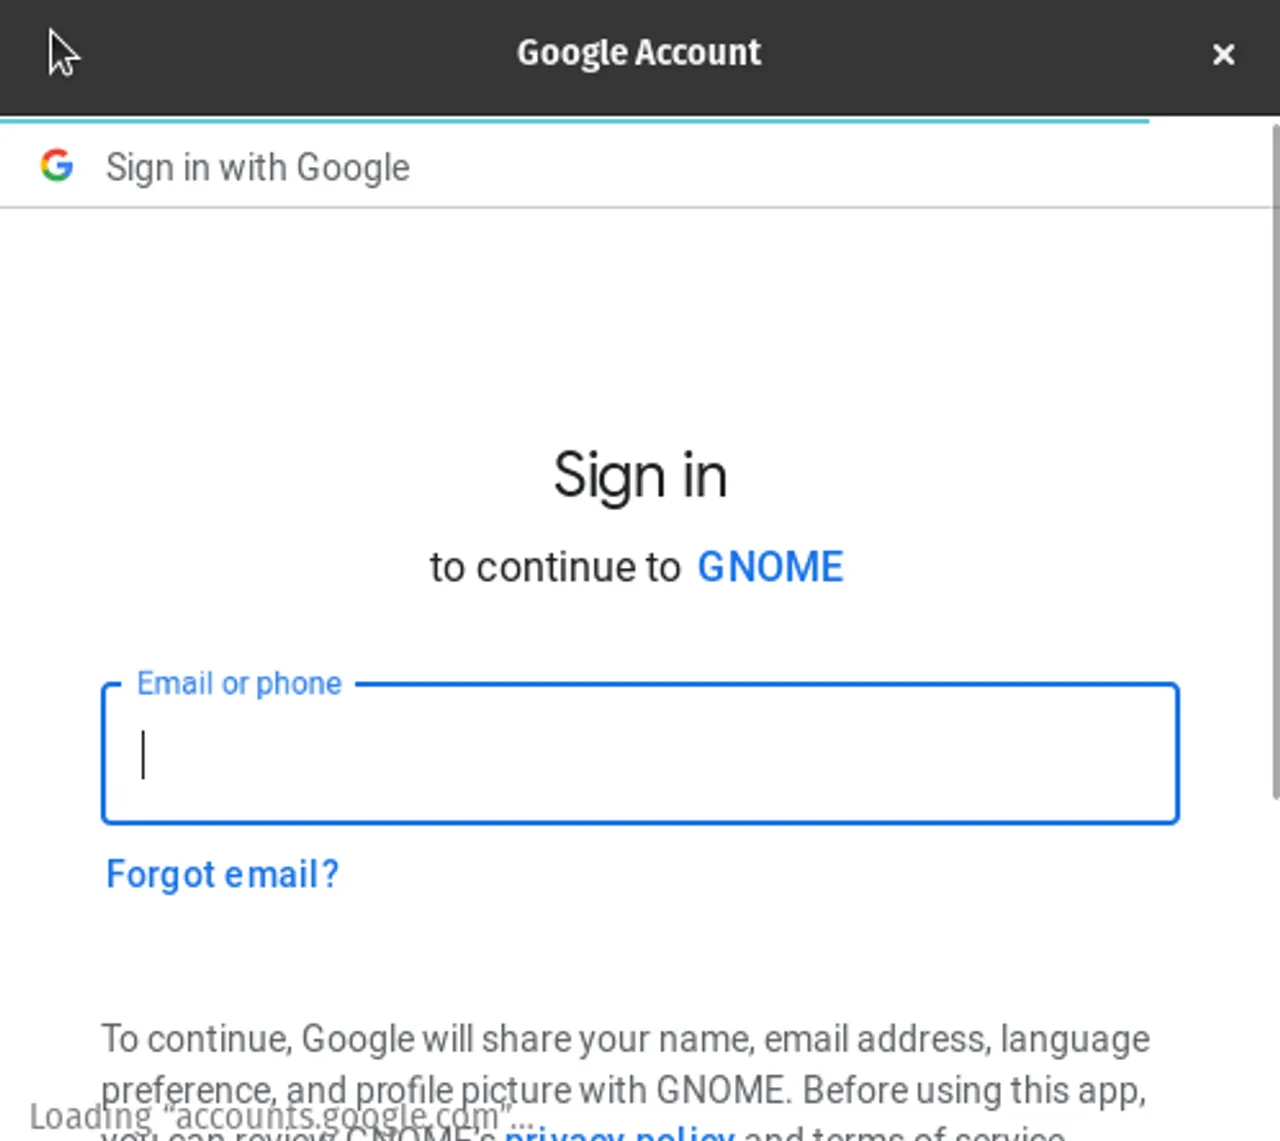 Google Account
Sign in with Google
Sign in
to continue to GNOME
Email or phone
Forgot email?
To continue, Google will share your name, email address, language
preference, and profile picture with GNOME. Before using this app,
Loading “accounts.google.com”…
you can review GNOME's privacy policy and terms of service